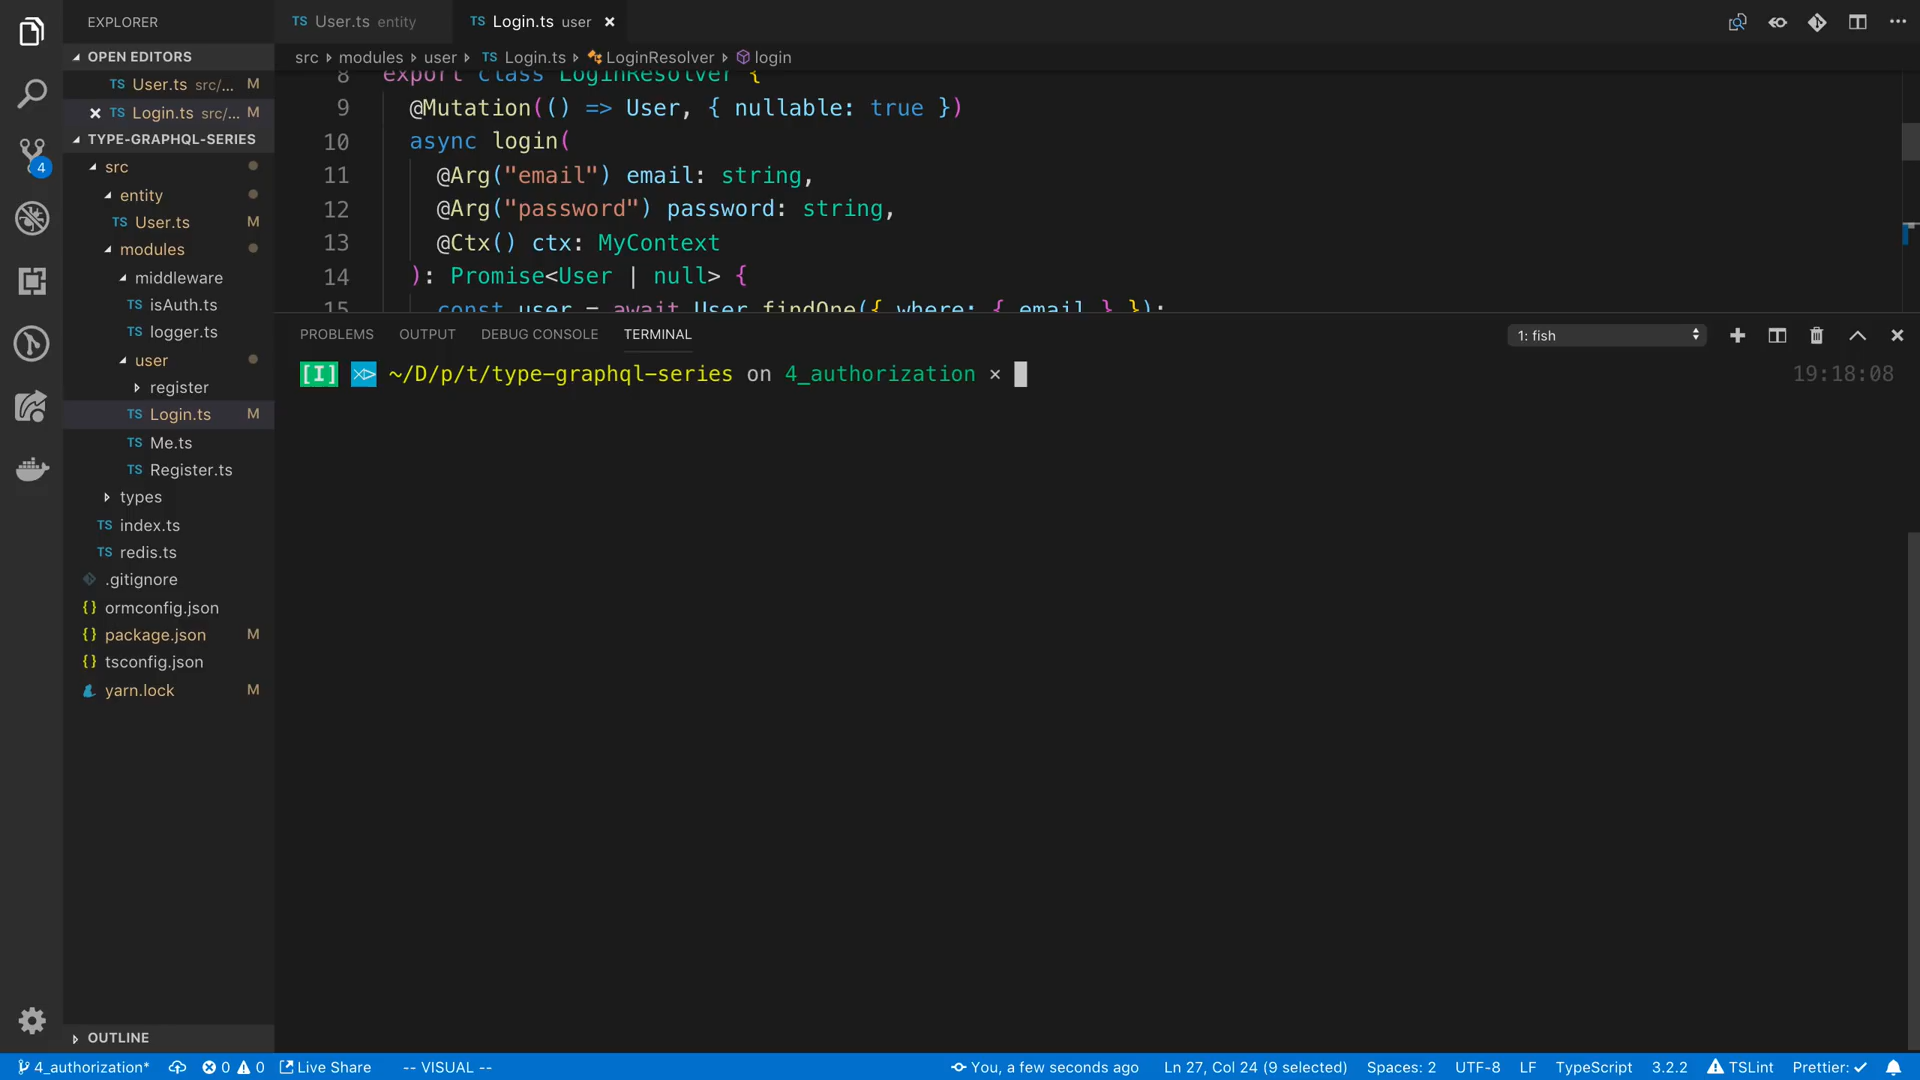 EXPLORER
OPEN EDITORS
TS User.ts src/... M
TS Login.ts src/... M
TYPE-GRAPHQL-SERIES
src
entity
TS User.ts M
modules
middleware
TS isAuth.ts
TS logger.ts
user
register
TS Login.ts M
TS Me.ts
TS Register.ts
types
TS index.ts
TS redis.ts
.gitignore
{} ormconfig.json
{} package.json M
{} tsconfig.json
yarn.lock M
OUTLINE
4
TS User.ts entity
TS Login.ts user ×
src modules user TS Login.ts LoginResolver login
8 export class LoginResolver {
9 @Mutation(() => User, { nullable: true })
10 async login(
11 @Arg("email") email: string,
12 @Arg("password") password: string,
13 @Ctx() ctx: MyContext
14 ): Promise<User | null> {
15 const user = await User.findOne({ where: { email } });
PROBLEMS OUTPUT DEBUG CONSOLE TERMINAL 1: fish
[I] ~/D/p/t/type-graphql-series on 4_authorization × 19:18:08
4_authorization* 0 0 Live Share -- VISUAL -- You, a few seconds ago Ln 27, Col 24 (9 selected) Spaces: 2 UTF-8 LF TypeScript 3.2.2 TSLint Prettier: ✓